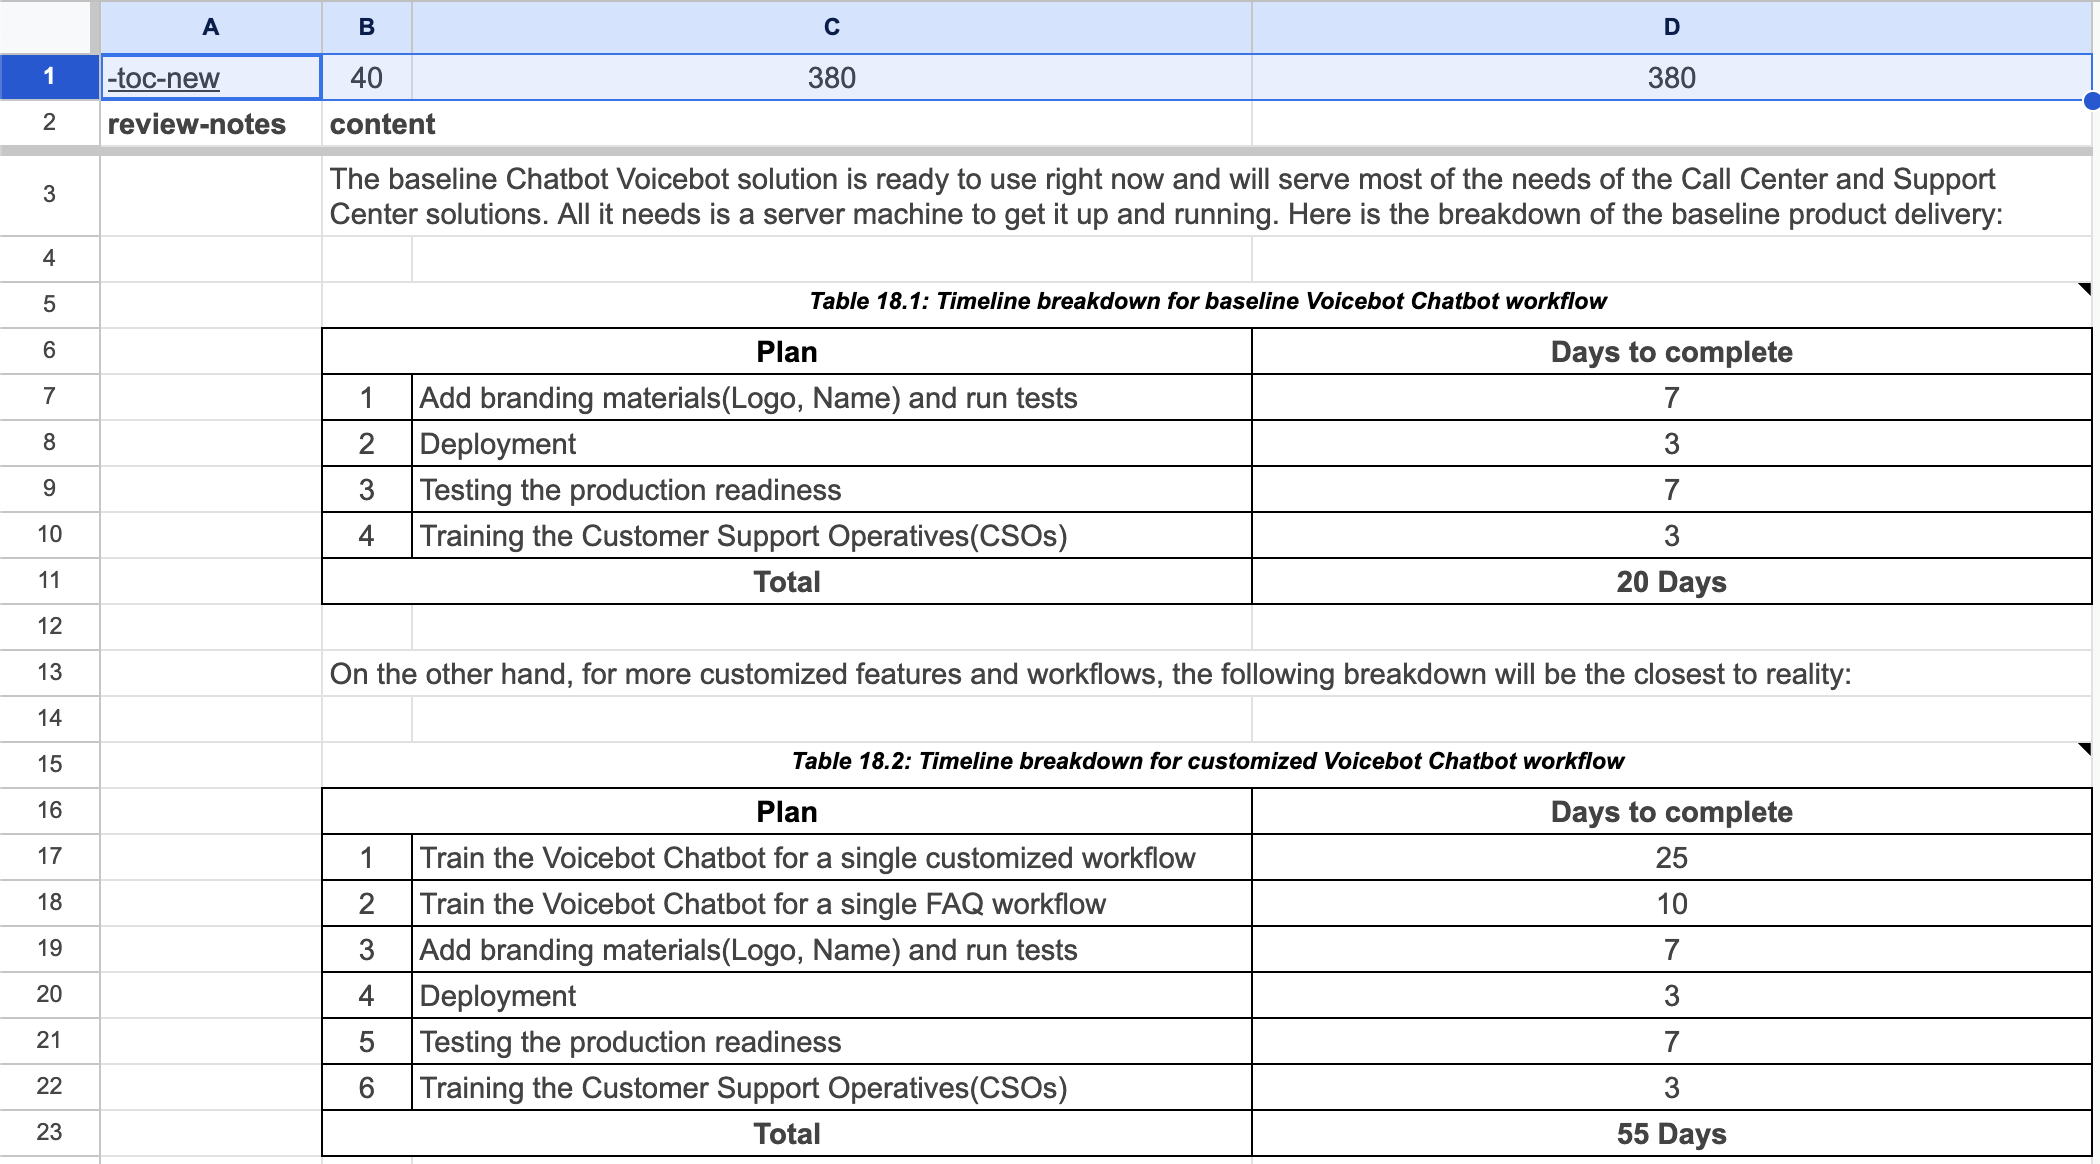 A B C D
1 -toc-new 40 380 380
2 review-notes content
3 The baseline Chatbot Voicebot solution is ready to use right now and will serve most of the needs of the Call Center and Support
Center solutions. All it needs is a server machine to get it up and running. Here is the breakdown of the baseline product delivery:
4
5 Table 18.1: Timeline breakdown for baseline Voicebot Chatbot workflow
6 Plan Days to complete
7 1 Add branding materials(Logo, Name) and run tests 7
8 2 Deployment 3
9 3 Testing the production readiness 7
10 4 Training the Customer Support Operatives(CSOs) 3
11 Total 20 Days
12
13 On the other hand, for more customized features and workflows, the following breakdown will be the closest to reality:
14
15 Table 18.2: Timeline breakdown for customized Voicebot Chatbot workflow
16 Plan Days to complete
17 1 Train the Voicebot Chatbot for a single customized workflow 25
18 2 Train the Voicebot Chatbot for a single FAQ workflow 10
19 3 Add branding materials(Logo, Name) and run tests 7
20 4 Deployment 3
21 5 Testing the production readiness 7
22 6 Training the Customer Support Operatives(CSOs) 3
23 Total 55 Days